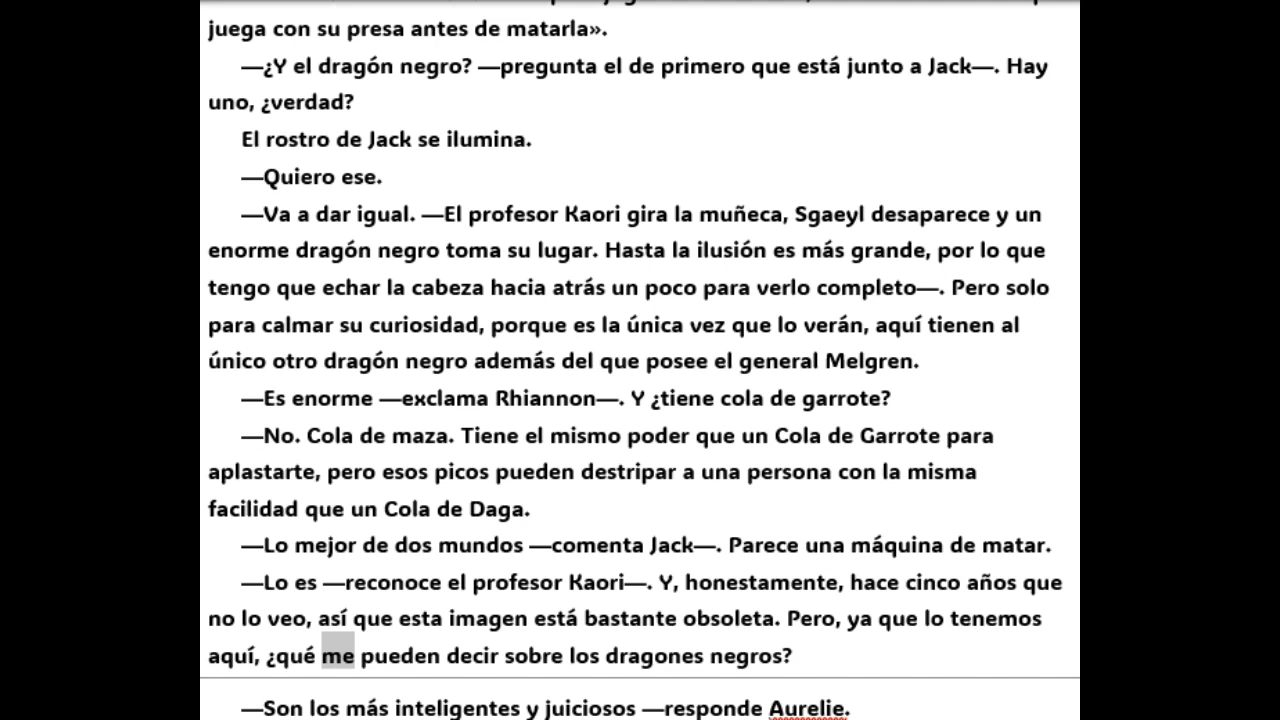 juega con su presa antes de matarla».
—¿Y el dragón negro? —pregunta el de primero que está junto a Jack—. Hay
uno, ¿verdad?
El rostro de Jack se ilumina.
—Quiero ese.
—Va a dar igual. —El profesor Kaori gira la muñeca, Sgaeyl desaparece y un
enorme dragón negro toma su lugar. Hasta la ilusión es más grande, por lo que
tengo que echar la cabeza hacia atrás un poco para verlo completo—. Pero solo
para calmar su curiosidad, porque es la única vez que lo verán, aquí tienen al
único otro dragón negro además del que posee el general Melgren.
—Es enorme —exclama Rhiannon—. Y ¿tiene cola de garrote?
—No. Cola de maza. Tiene el mismo poder que un Cola de Garrote para
aplastarte, pero esos picos pueden destripar a una persona con la misma
facilidad que un Cola de Daga.
—Lo mejor de dos mundos —comenta Jack—. Parece una máquina de matar.
—Lo es —reconoce el profesor Kaori—. Y, honestamente, hace cinco años que
no lo veo, así que esta imagen está bastante obsoleta. Pero, ya que lo tenemos
aquí, ¿qué me pueden decir sobre los dragones negros?
—Son los más inteligentes y juiciosos —responde Aurelie.